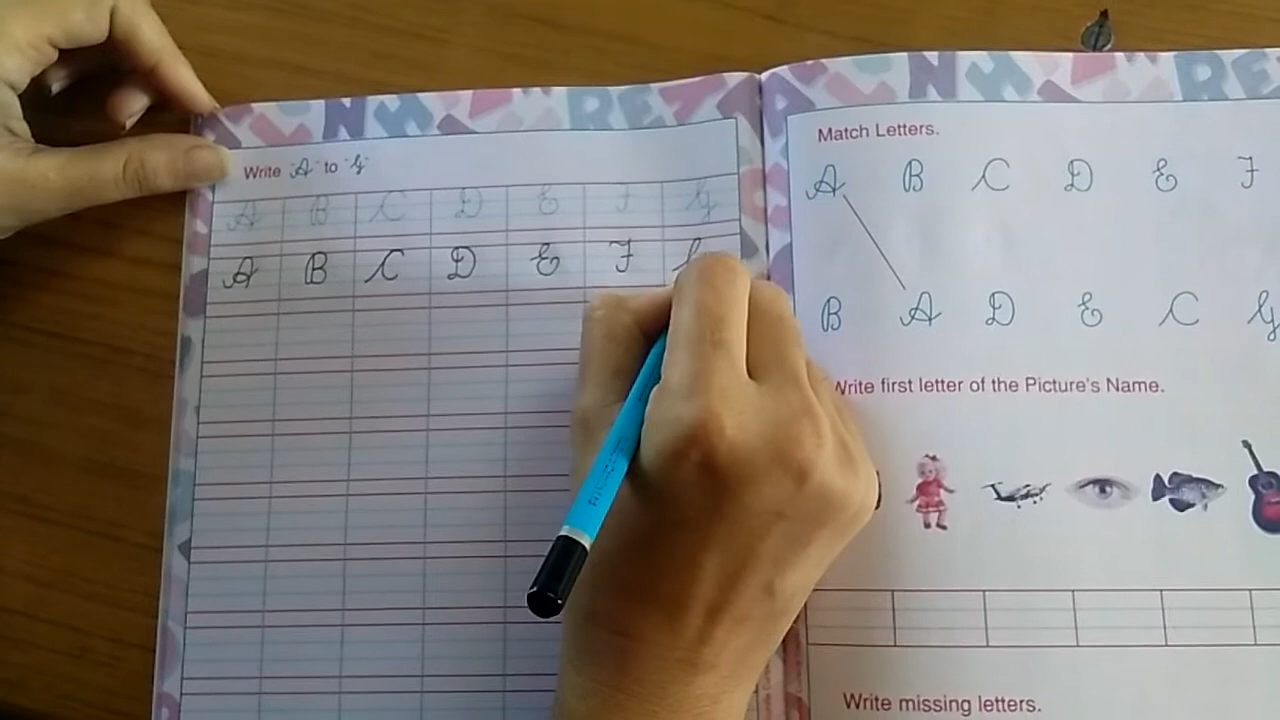 Write "A" to "G"
A B C D E F G
A B C D E F
Match Letters.
A B C D E F
B A D E C G
Write first letter of the Picture's Name.
Write missing letters.